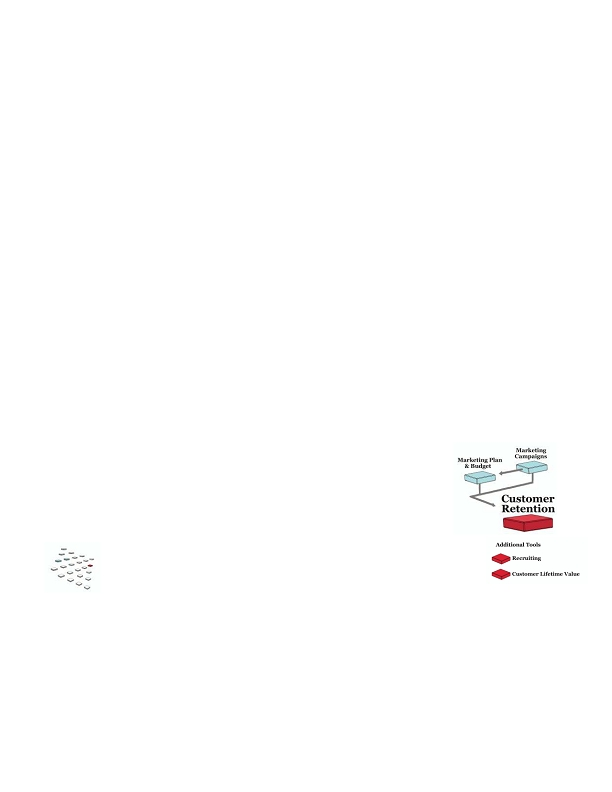 Marketing
Campaigns
Marketing Plan
& Budget
Customer
Retention
Additional Tools
Recruiting
Customer Lifetime Value